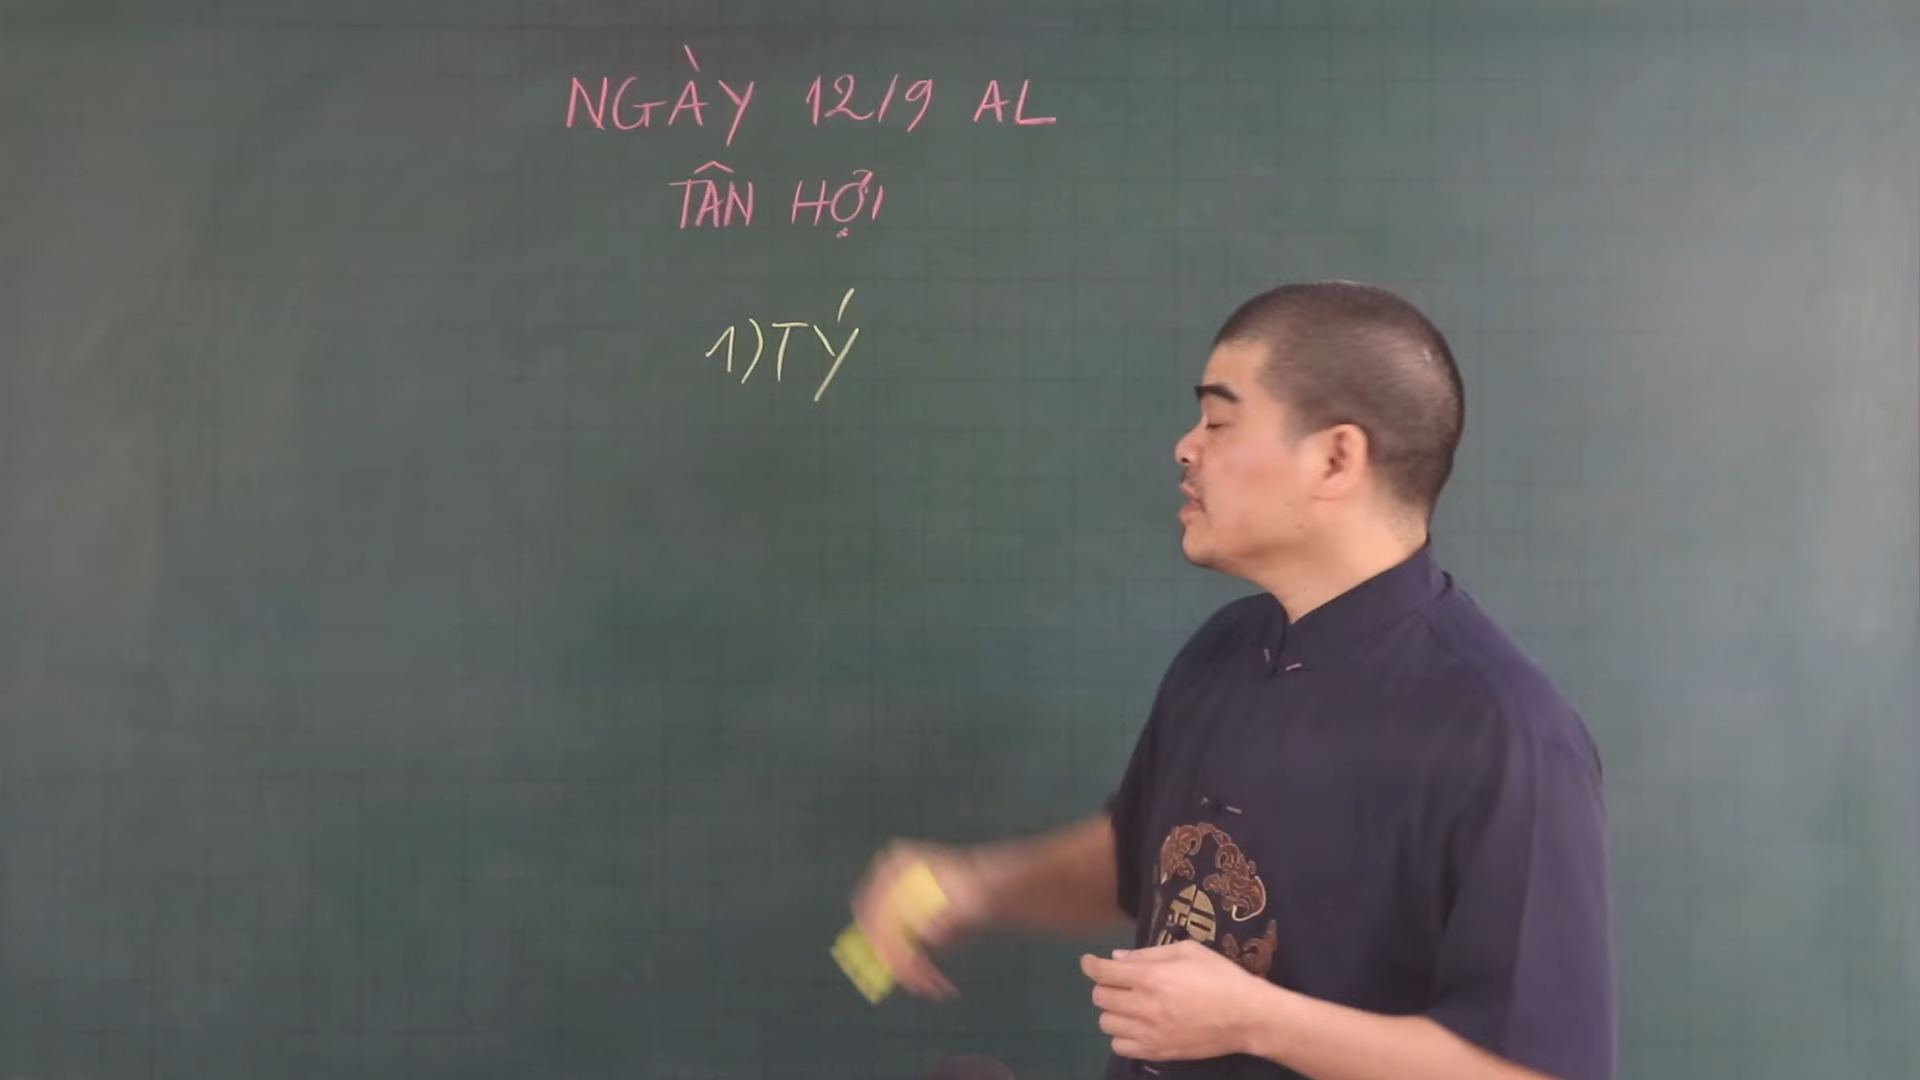 NGÀY 12/9 AL
TÂN HỢI
1) TÝ